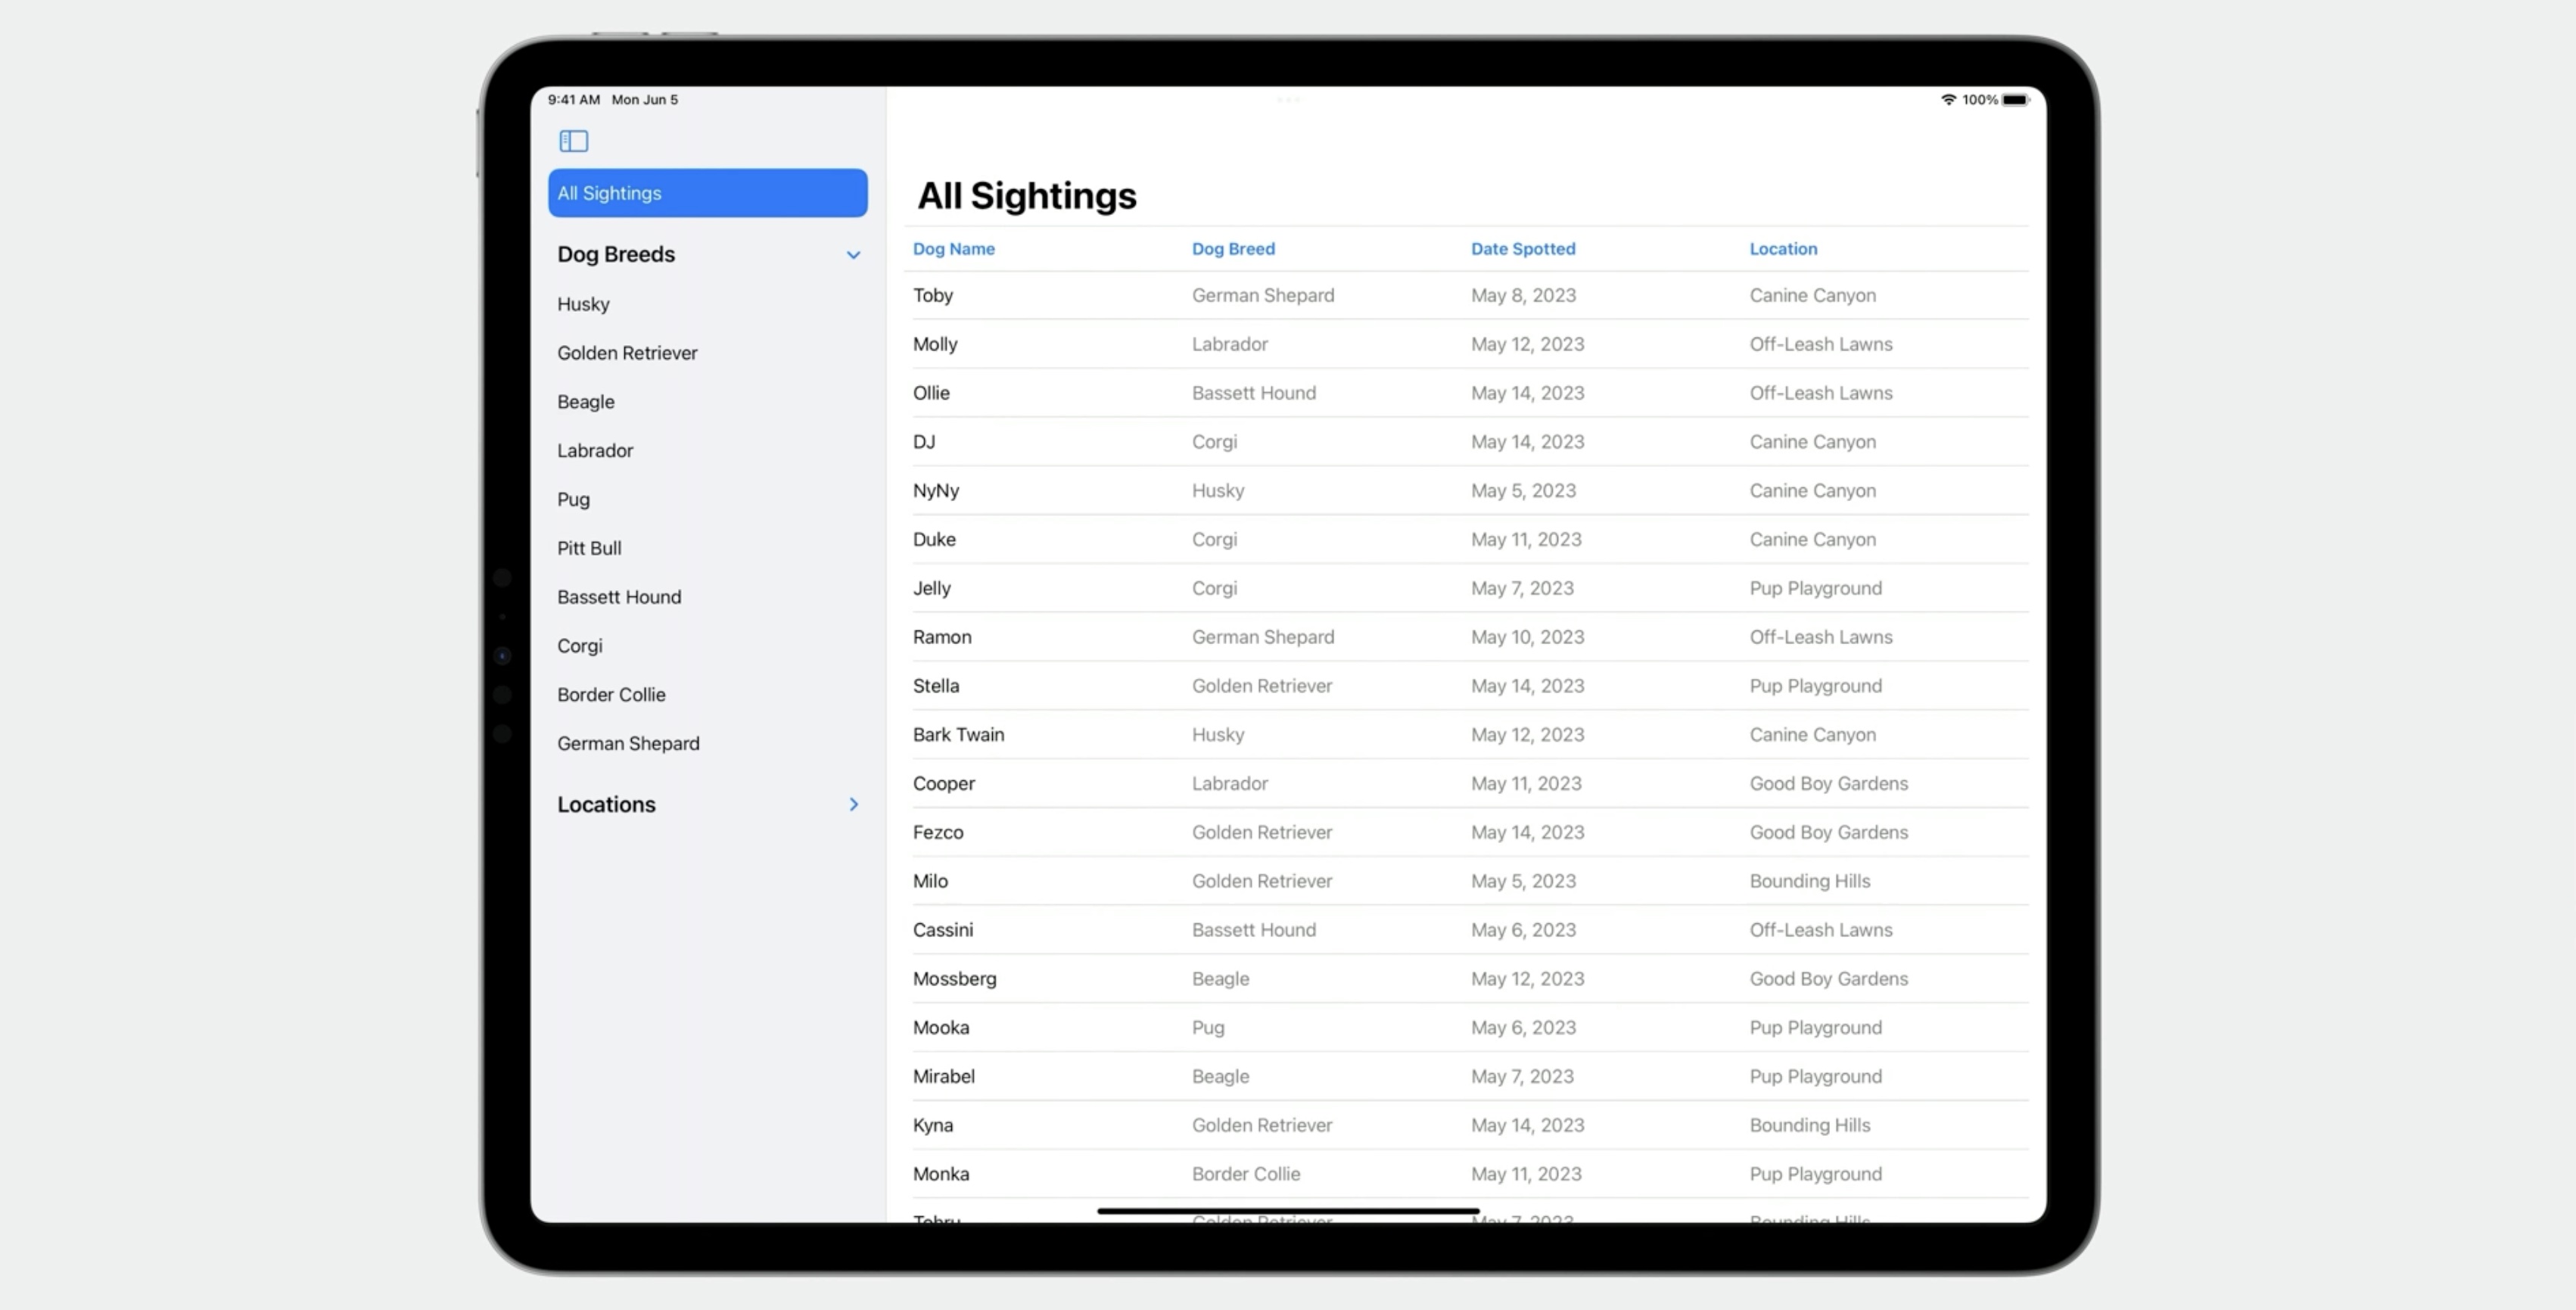 9:41 AM Mon Jun 5
100%
All Sightings
Dog Breeds
Husky
Golden Retriever
Beagle
Labrador
Pug
Pitt Bull
Bassett Hound
Corgi
Border Collie
German Shepard
Locations
All Sightings
Dog Name Dog Breed Date Spotted Location
Toby German Shepard May 8, 2023 Canine Canyon
Molly Labrador May 12, 2023 Off-Leash Lawns
Ollie Bassett Hound May 14, 2023 Off-Leash Lawns
DJ Corgi May 14, 2023 Canine Canyon
NyNy Husky May 5, 2023 Canine Canyon
Duke Corgi May 11, 2023 Canine Canyon
Jelly Corgi May 7, 2023 Pup Playground
Ramon German Shepard May 10, 2023 Off-Leash Lawns
Stella Golden Retriever May 14, 2023 Pup Playground
Bark Twain Husky May 12, 2023 Canine Canyon
Cooper Labrador May 11, 2023 Good Boy Gardens
Fezco Golden Retriever May 14, 2023 Good Boy Gardens
Milo Golden Retriever May 5, 2023 Bounding Hills
Cassini Bassett Hound May 6, 2023 Off-Leash Lawns
Mossberg Beagle May 12, 2023 Good Boy Gardens
Mooka Pug May 6, 2023 Pup Playground
Mirabel Beagle May 7, 2023 Pup Playground
Kyna Golden Retriever May 14, 2023 Bounding Hills
Monka Border Collie May 11, 2023 Pup Playground
Tohru Golden Retriever May 7, 2023 Bounding Hills